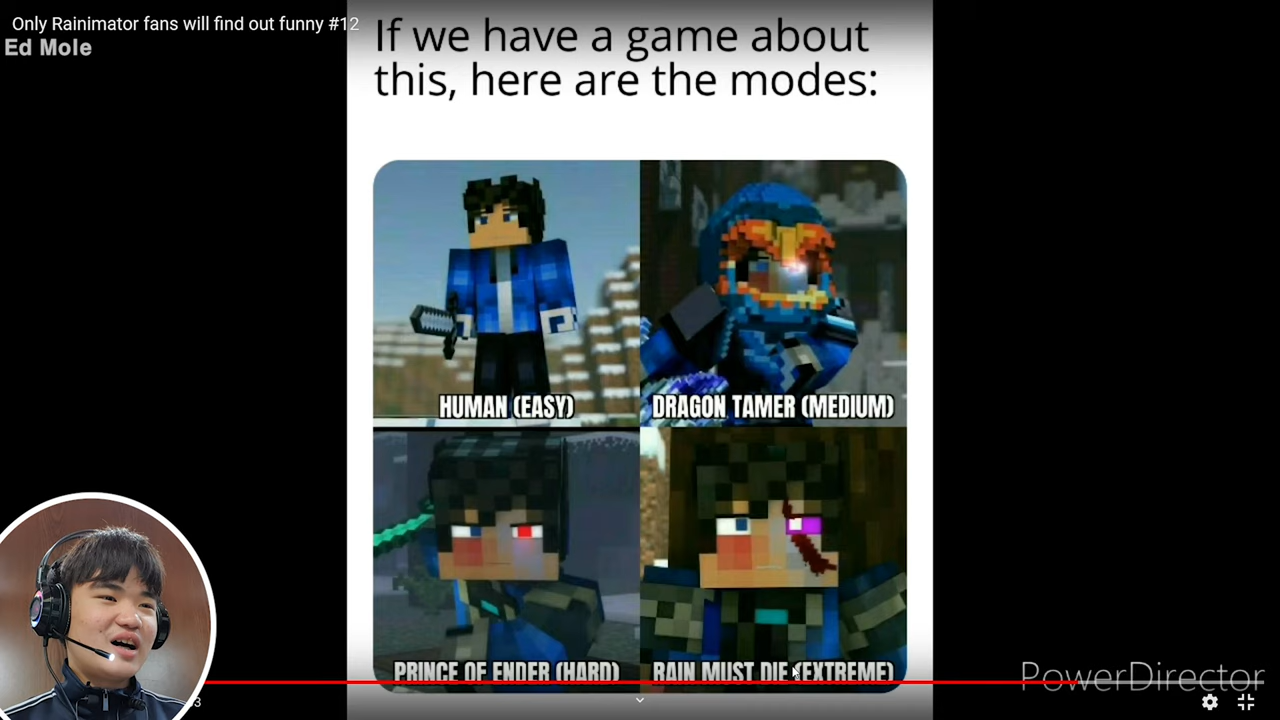 Only Rainimator fans will find out funny #12
Ed Mole
If we have a game about
this, here are the modes:
HUMAN (EASY)
DRAGON TAMER (MEDIUM)
PRINCE OF ENDER (HARD)
RAIN MUST DIE (EXTREME)
PowerDirector